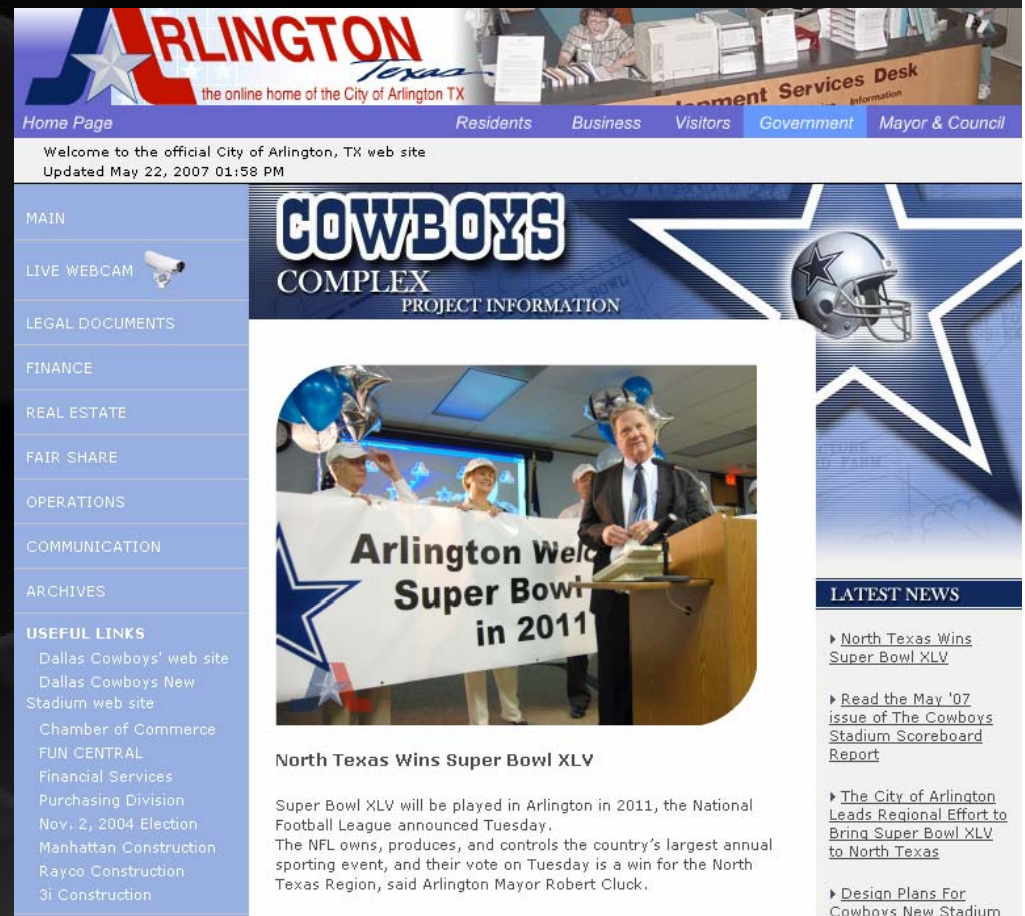 ARLINGTON
Texas
the online home of the City of Arlington TX
Services Desk
Information
Home Page
Residents
Business
Visitors
Government
Mayor & Council
Welcome to the official City of Arlington, TX web site
Updated May 22, 2007 01:58 PM
MAIN
LIVE WEBCAM
LEGAL DOCUMENTS
FINANCE
REAL ESTATE
FAIR SHARE
OPERATIONS
COMMUNICATION
ARCHIVES
USEFUL LINKS
Dallas Cowboys' web site
Dallas Cowboys New
Stadium web site
Chamber of Commerce
FUN CENTRAL
Financial Services
Purchasing Division
Nov. 2, 2004 Election
Manhattan Construction
Rayco Construction
3i Construction
COWBOYS
COMPLEX
PROJECT INFORMATION
Arlington Welc
Super Bowl
in 2011
North Texas Wins Super Bowl XLV
Super Bowl XLV will be played in Arlington in 2011, the National
Football League announced Tuesday.
The NFL owns, produces, and controls the country's largest annual
sporting event, and their vote on Tuesday is a win for the North
Texas Region, said Arlington Mayor Robert Cluck.
LATEST NEWS
North Texas Wins
Super Bowl XLV
Read the May '07
issue of The Cowboys
Stadium Scoreboard
Report
The City of Arlington
Leads Regional Effort to
Bring Super Bowl XLV
to North Texas
Design Plans For
Cowboys New Stadium